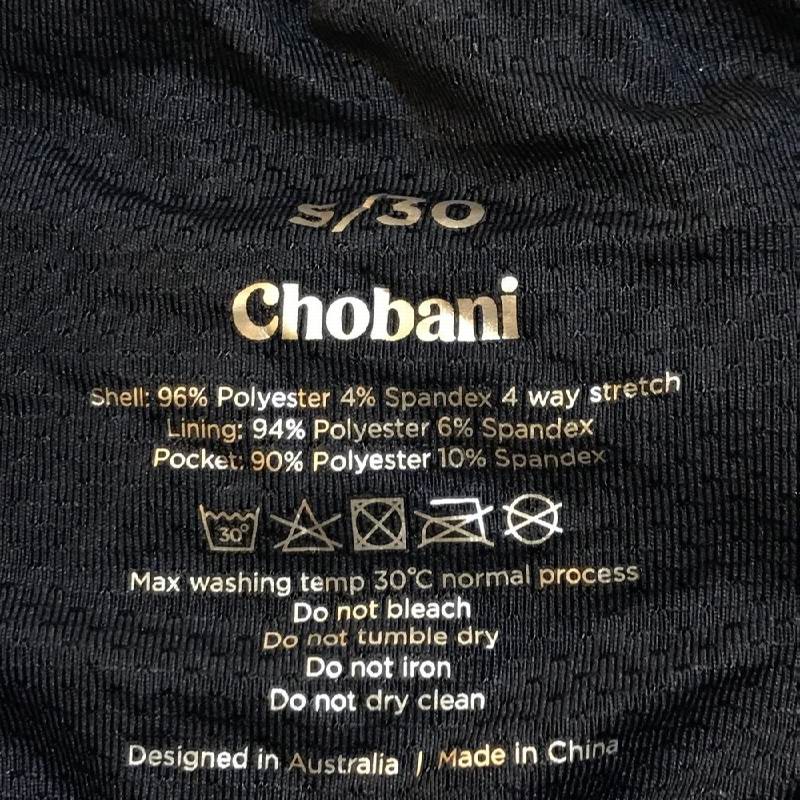 S/30
Chobani
Shell: 96% Polyester 4% Spandex 4 way stretch
Lining: 94% Polyester 6% Spandex
Pocket: 90% Polyester 10% Spandex
30°
Max washing temp 30°C normal process
Do not bleach
Do not tumble dry
Do not iron
Do not dry clean
Designed in Australia | Made in China